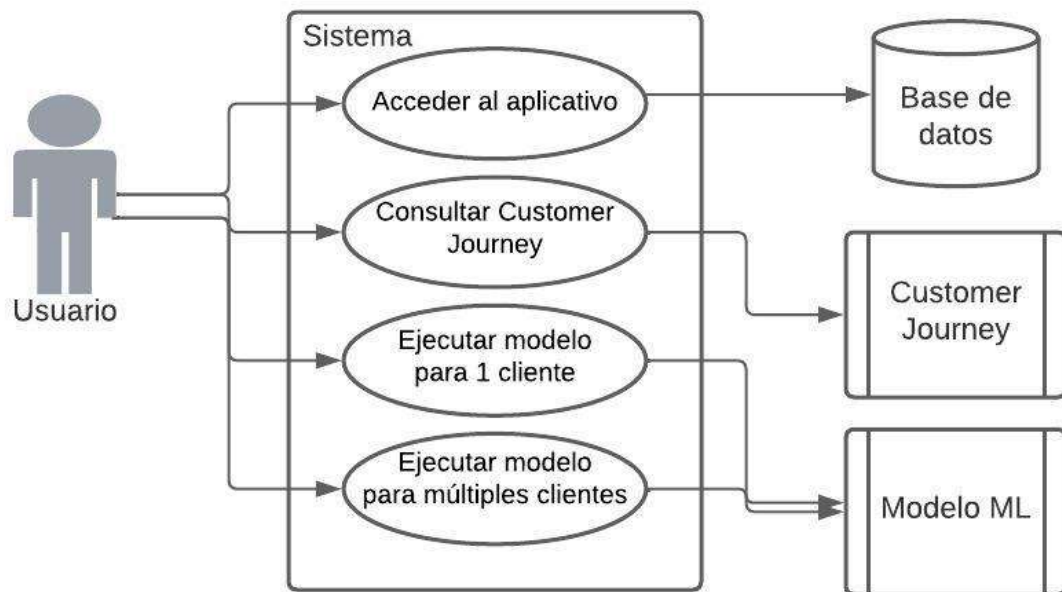 Sistema
Acceder al aplicativo
Base de
datos
Consultar Customer
Journey
Usuario
Customer
Journey
Ejecutar modelo
para 1 cliente
Ejecutar modelo
para múltiples clientes
Modelo ML